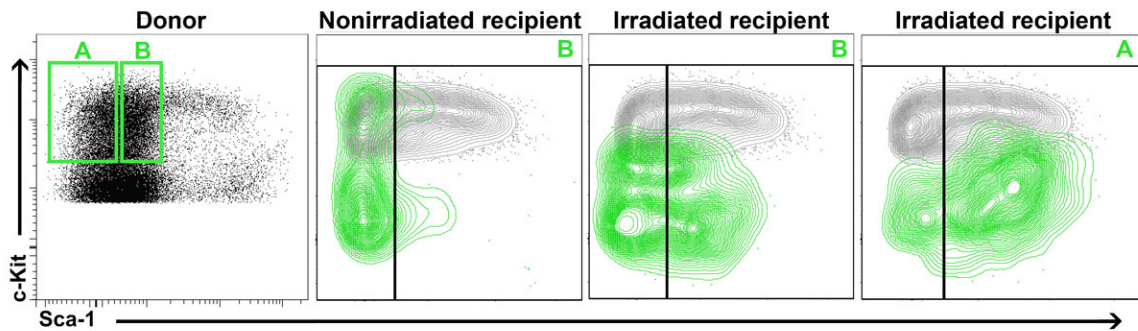 Donor
Nonirradiated recipient
Irradiated recipient
Irradiated recipient
A
B
B
B
A
c-Kit
Sca-1